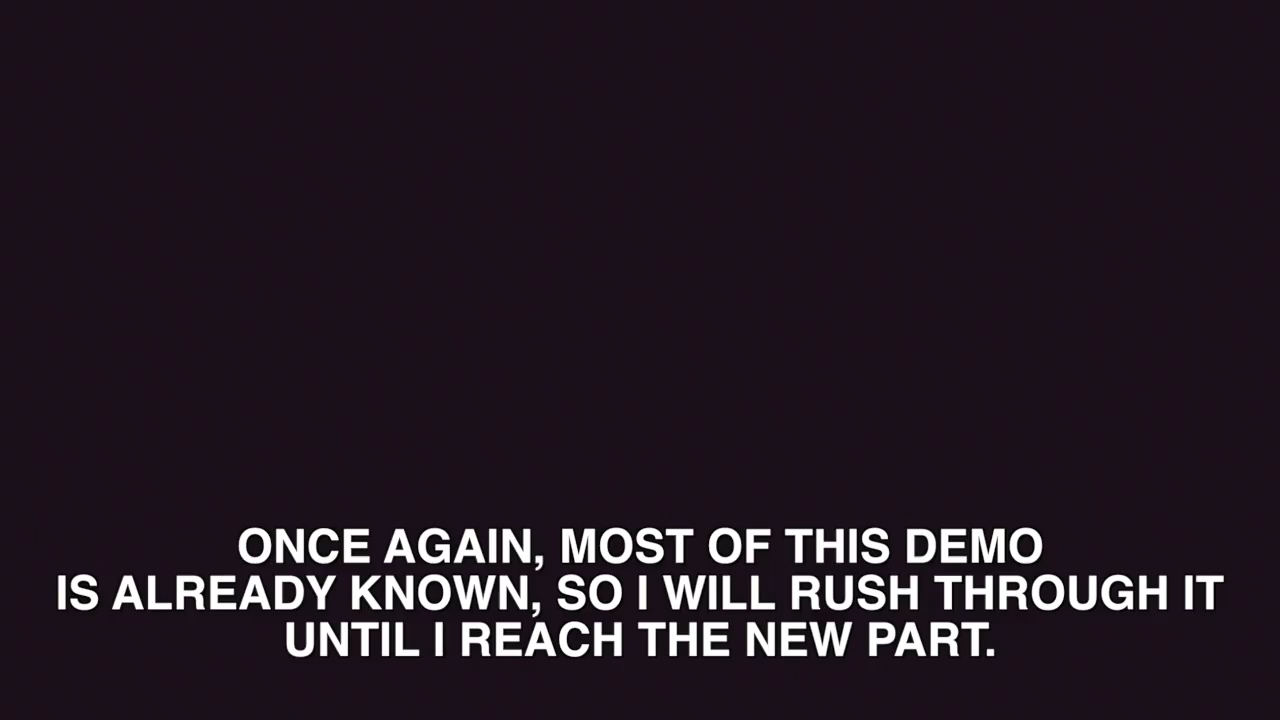 ONCE AGAIN, MOST OF THIS DEMO
IS ALREADY KNOWN, SO I WILL RUSH THROUGH IT
UNTIL I REACH THE NEW PART.